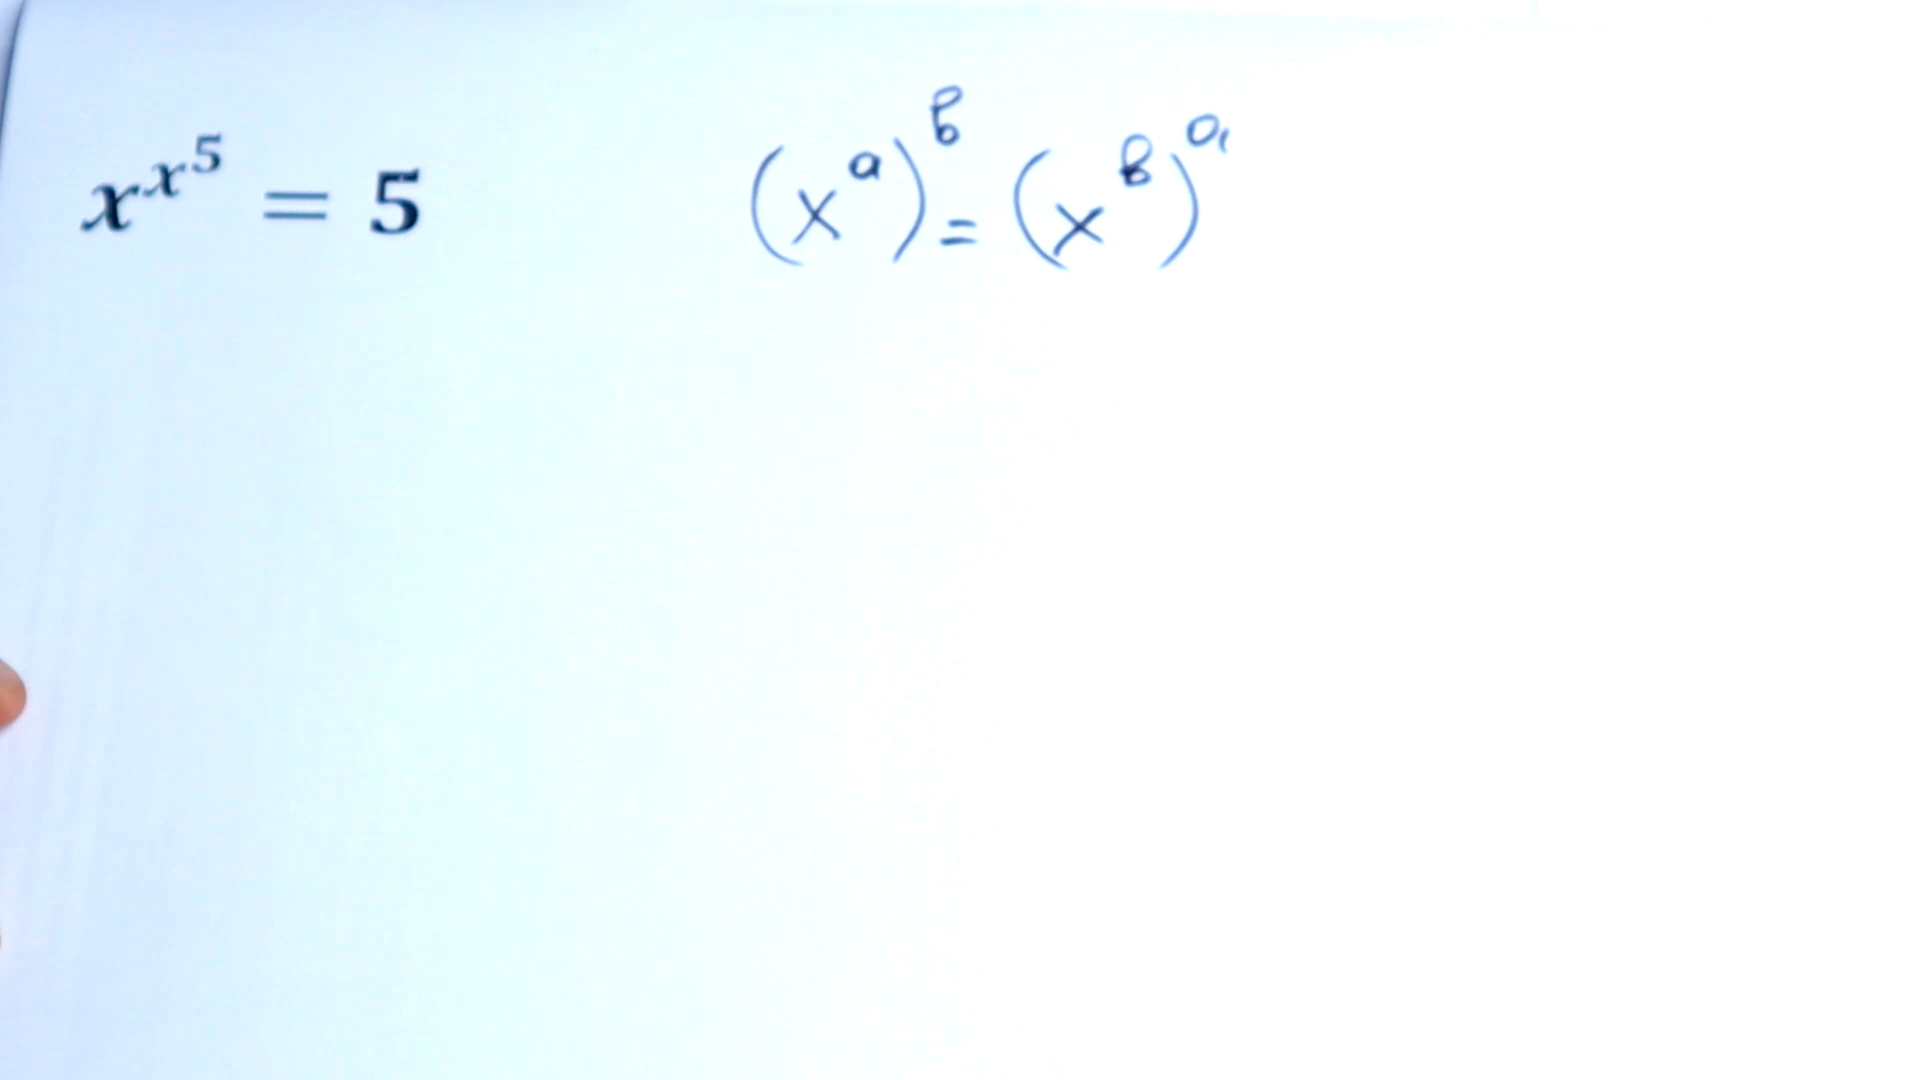 x^{x^5} = 5
(x^a)^b = (x^b)^a